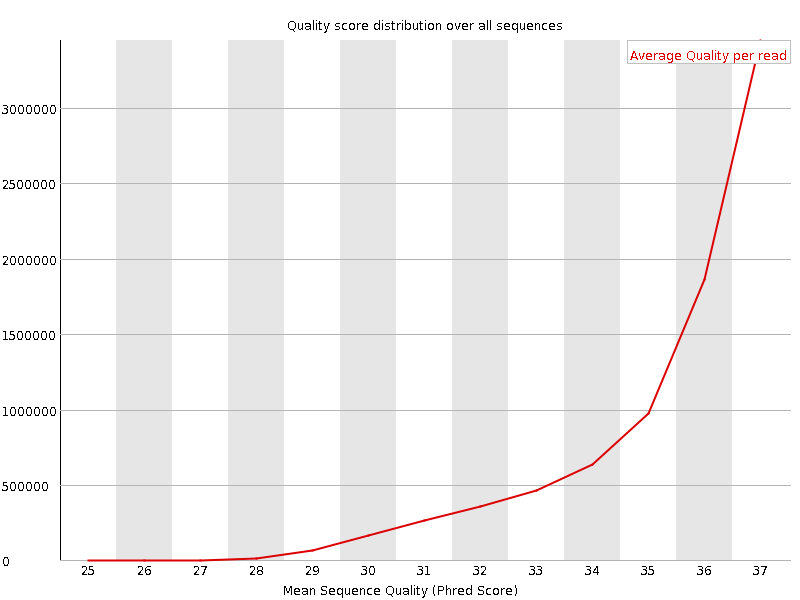 Quality score distribution over all sequences
Average Quality per read
3000000
2500000
2000000
1500000
1000000
500000
0
25 26 27 28 29 30 31 32 33 34 35 36 37
Mean Sequence Quality (Phred Score)